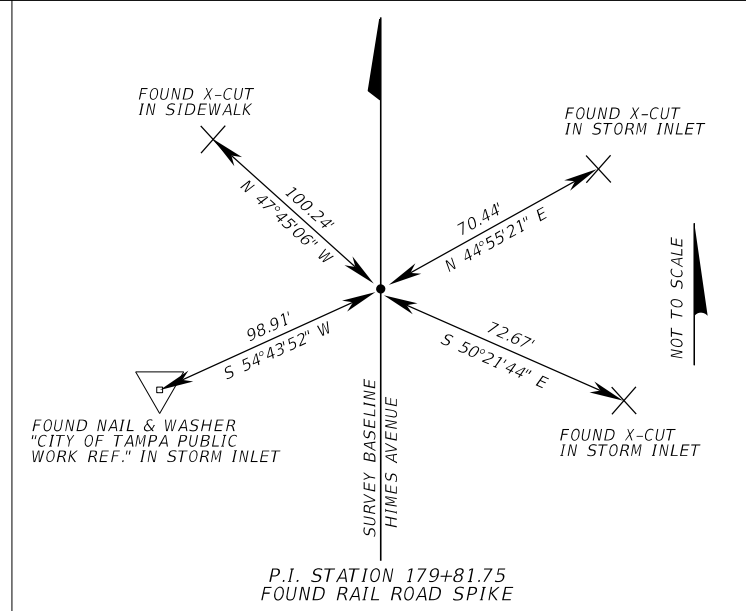 FOUND X-CUT
IN SIDEWALK
FOUND X-CUT
IN STORM INLET
100.24'
N 47°45'06" W
70.44'
N 44°55'21" E
NOT TO SCALE
98.91'
S 54°43'52" W
72.67'
S 50°21'44" E
FOUND NAIL & WASHER
"CITY OF TAMPA PUBLIC
WORK REF." IN STORM INLET
SURVEY BASELINE
HIMES AVENUE
FOUND X-CUT
IN STORM INLET
P.I. STATION 179+81.75
FOUND RAIL ROAD SPIKE